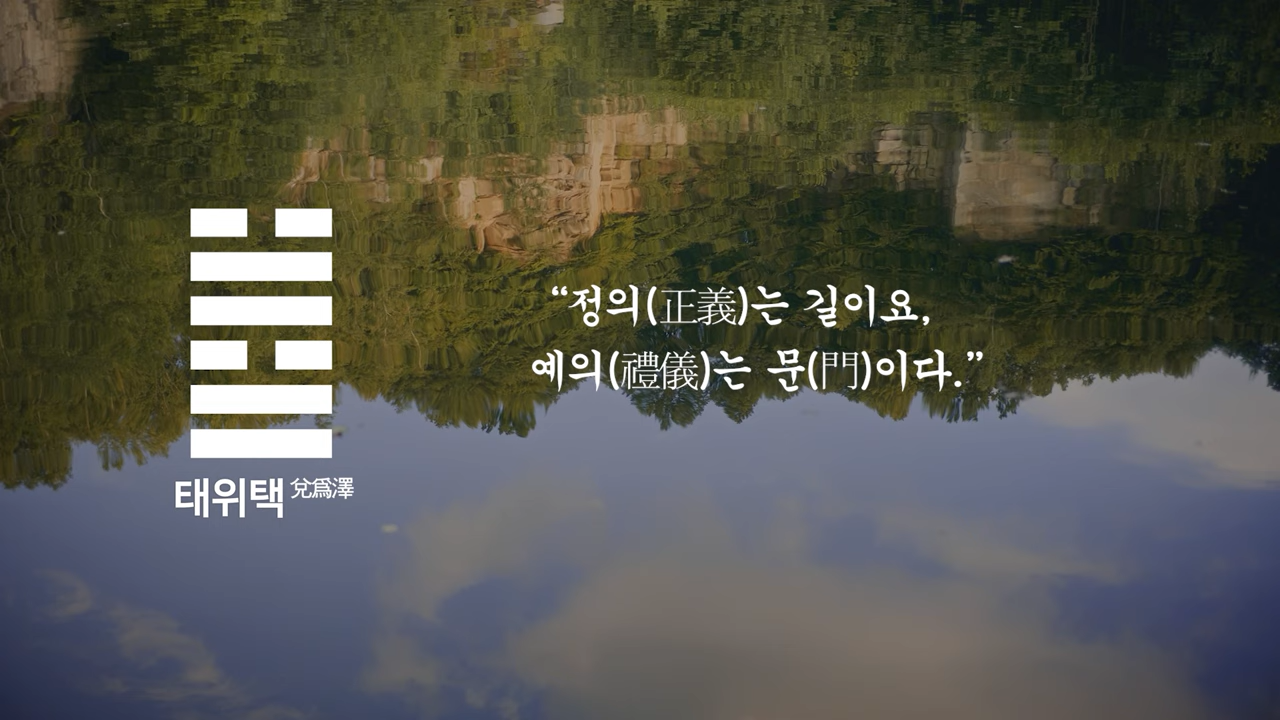 “정의(正義)는 길이요,
예의(禮儀)는 문(門)이다.”
태위택 兌爲澤